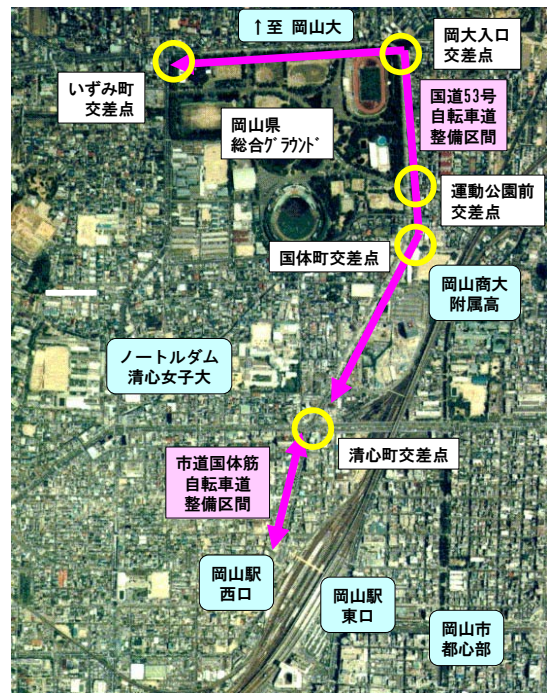 ↑至 岡山大
岡大入口
交差点
いずみ町
交差点
国道53号
自転車道
整備区間
岡山県
総合グラウンド
運動公園前
交差点
国体町交差点
岡山商大
附属高
ノートルダム
清心女子大
清心町交差点
市道国体筋
自転車道
整備区間
岡山駅
西口
岡山駅
東口
岡山市
都心部